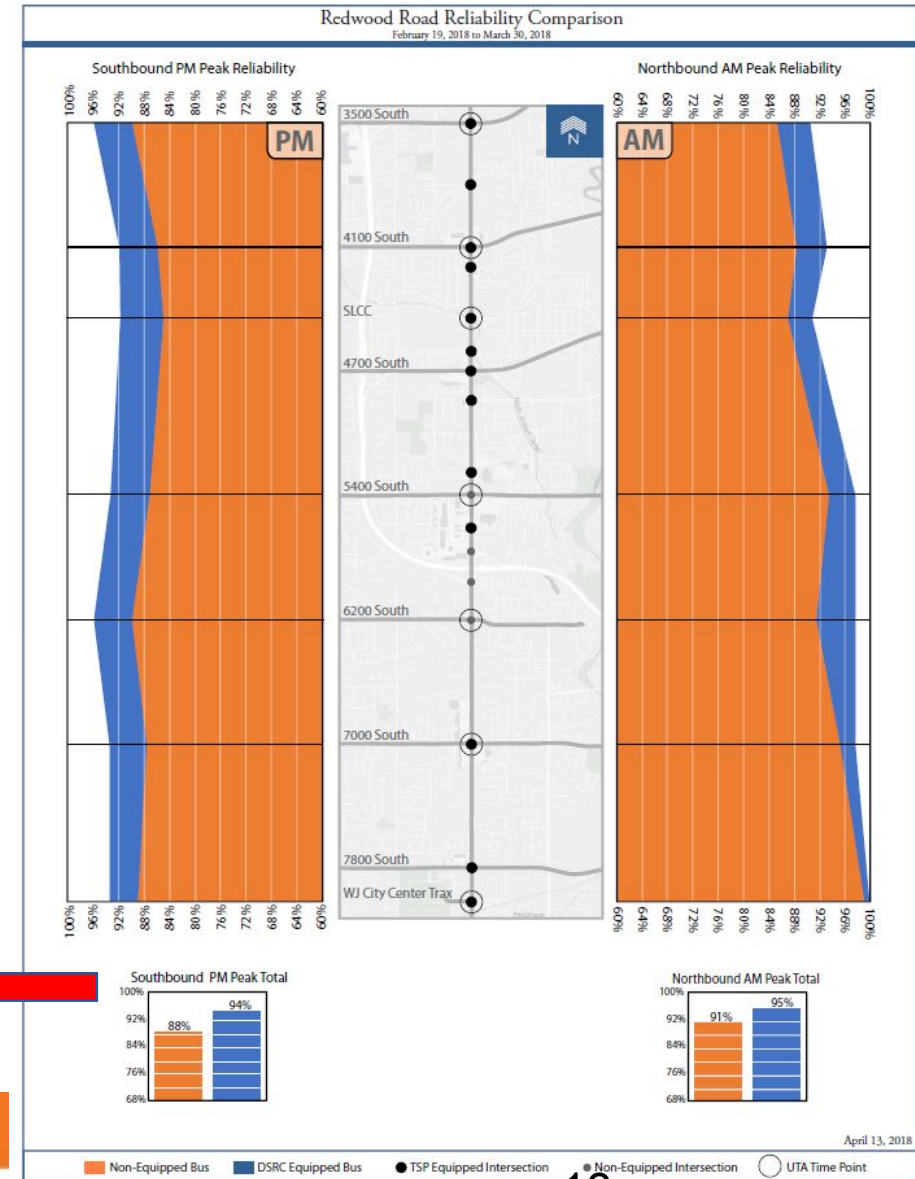 Redwood Road Reliability Comparison
February 19, 2018 to March 30, 2018
Southbound PM Peak Reliability
100% 96% 92% 88% 84% 80% 76% 72% 68% 64% 60%
PM
3500 South
N
4100 South
SLCC
4700 South
5400 South
6200 South
7000 South
7800 South
WJ City Center Trax
Northbound AM Peak Reliability
60% 64% 68% 72% 76% 80% 84% 88% 92% 96% 100%
AM
100% 96% 92% 88% 84% 80% 76% 72% 68% 64% 60%
60% 64% 68% 72% 76% 80% 84% 88% 92% 96% 100%
Southbound PM Peak Total
100%
92%
84%
76%
68%
88%
94%
Northbound AM Peak Total
100%
92%
84%
76%
68%
91%
95%
April 13, 2018
Non-Equipped Bus DSRC Equipped Bus TSP Equipped Intersection Non-Equipped Intersection UTA Time Point